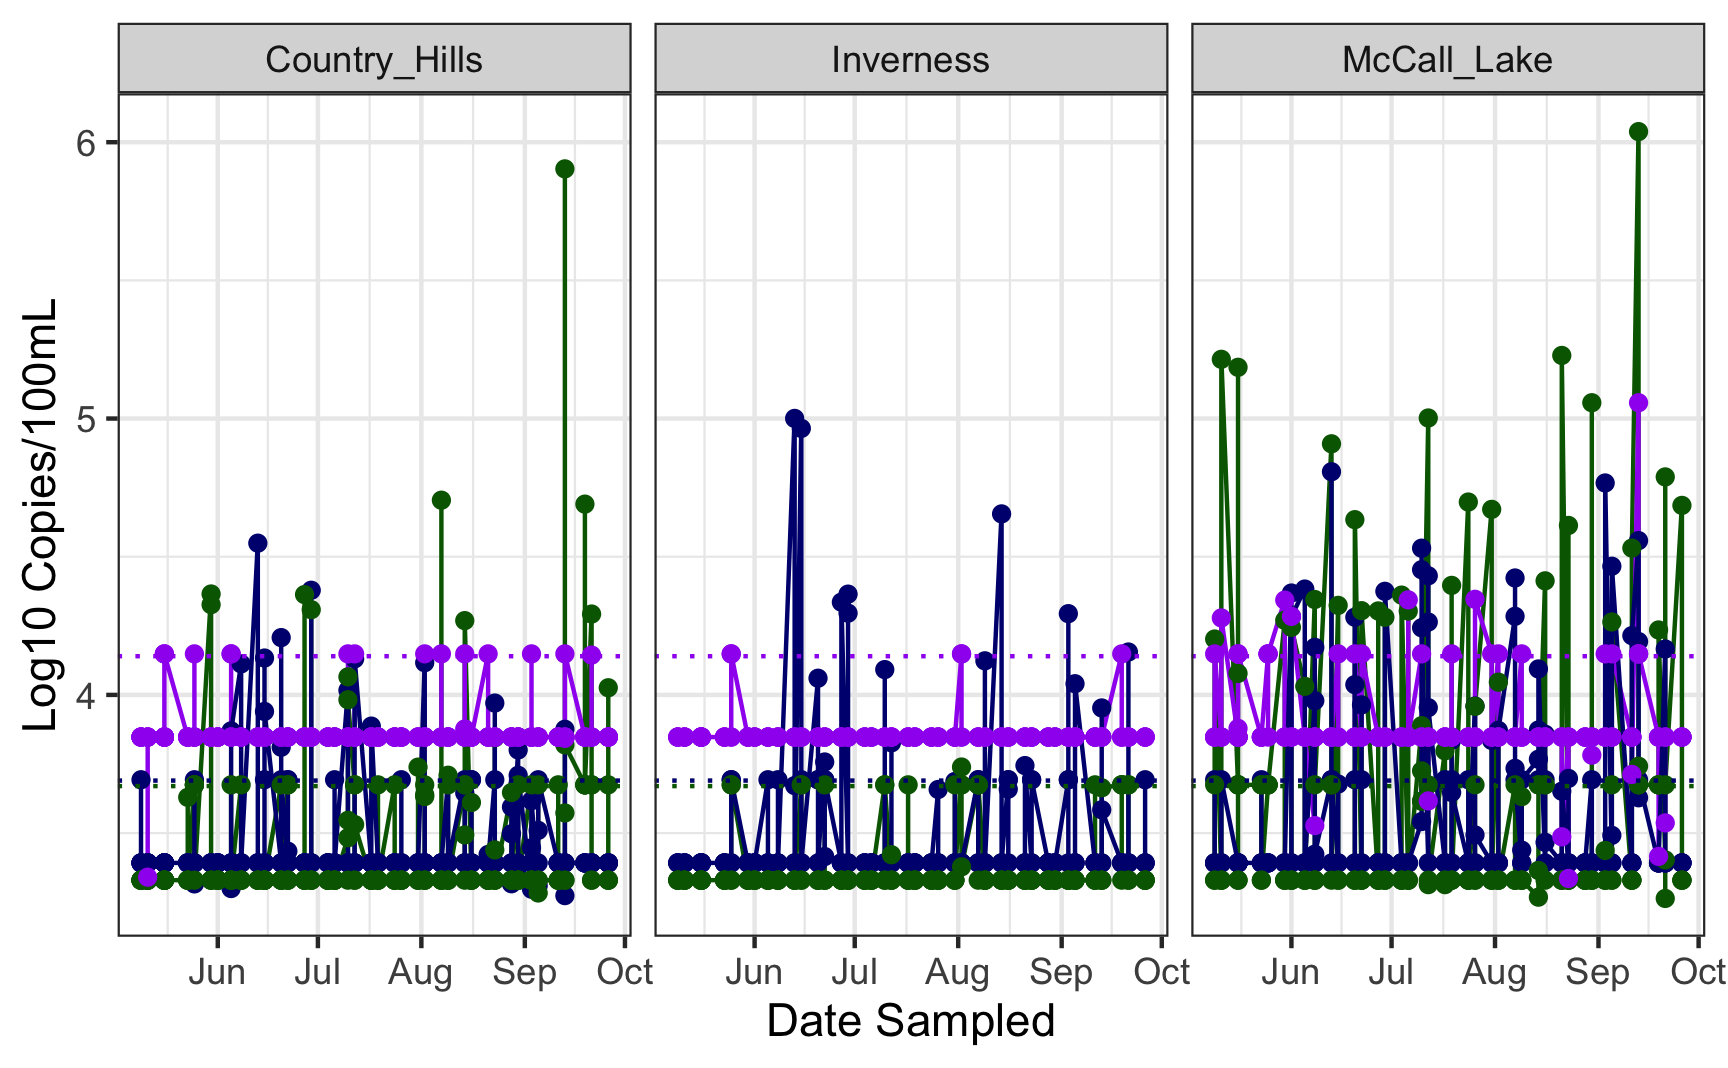 Country_Hills Inverness McCall_Lake
Log10 Copies/100mL
6
5
4
Jun Jul Aug Sep Oct Jun Jul Aug Sep Oct Jun Jul Aug Sep Oct
Date Sampled